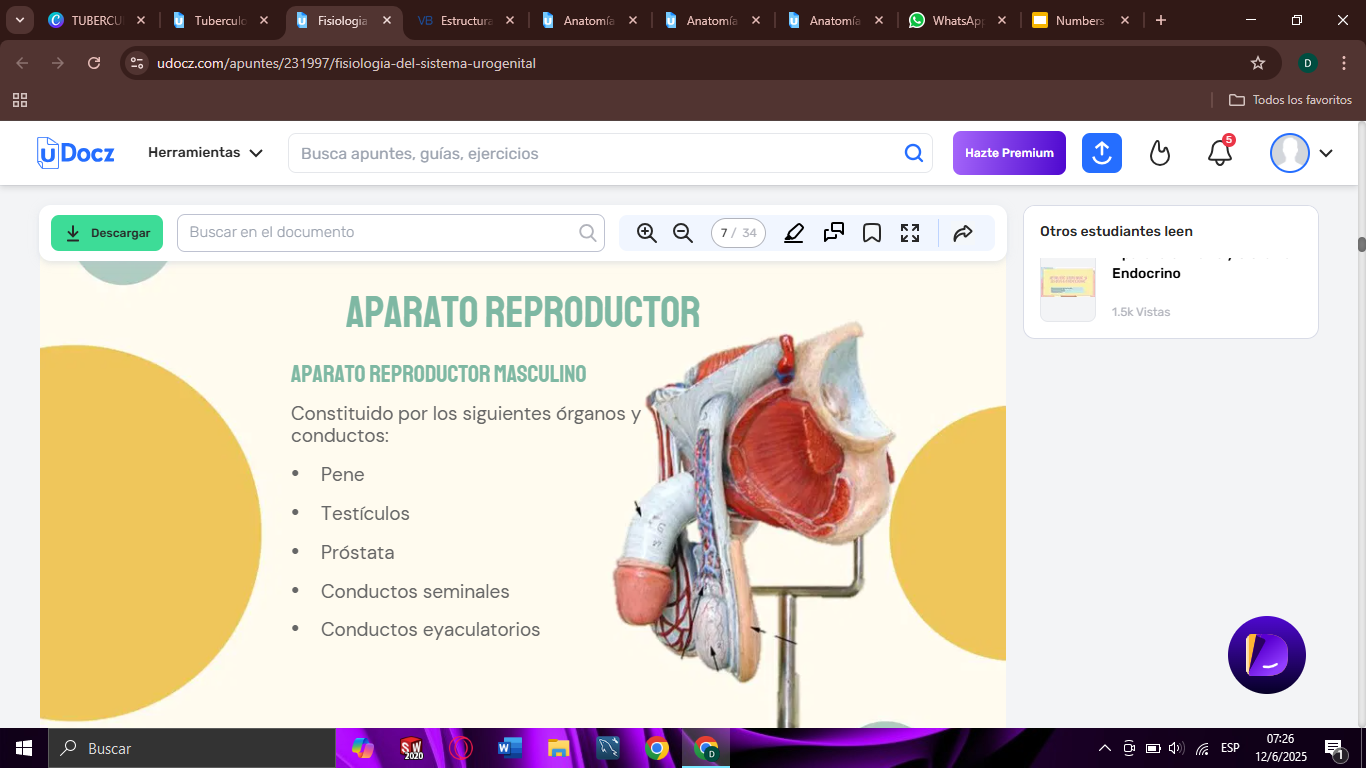 TUBERCU
Tuberculo
Fisiologia
VB Estructura
Anatomía
Anatomía
Anatomía
WhatsApp
Numbers
udocz.com/apuntes/231997/fisiologia-del-sistema-urogenital
D
Todos los favoritos
uDocz
Herramientas
Busca apuntes, guías, ejercicios
Hazte Premium
5
Descargar
Buscar en el documento
7 / 34
Otros estudiantes leen
Endocrino
1.5k Vistas
APARATO REPRODUCTOR
APARATO REPRODUCTOR MASCULINO
Constituido por los siguientes órganos y
conductos:
• Pene
• Testículos
• Próstata
• Conductos seminales
• Conductos eyaculatorios
Buscar
SW
2020
W
D
ESP
07:26
12/6/2025
1